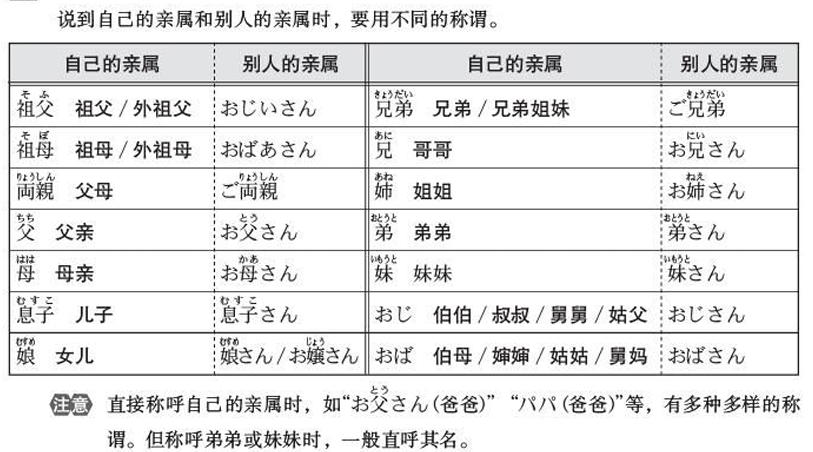 说到自己的亲属和别人的亲属时，要用不同的称谓。
自己的亲属 别人的亲属 自己的亲属 别人的亲属
そふ きょうだい きょうだい
祖父 祖父 / 外祖父 おじいさん 兄弟 兄弟 / 兄弟姐妹 ご兄弟
そぼ あに にい
祖母 祖母 / 外祖母 おばあさん 兄 哥哥 お兄さん
りょうしん りょうしん あね ねえ
両親 父母 ご両親 姉 姐姐 お姉さん
ちち とう おとうと おとうと
父 父亲 お父さん 弟 弟弟 弟さん
はは かあ いもうと いもうと
母 母亲 お母さん 妹 妹妹 妹さん
むすこ むすこ
息子 儿子 息子さん おじ 伯伯 / 叔叔 / 舅舅 / 姑父 おじさん
むすめ むすめ じょう
娘 女儿 娘さん / お嬢さん おば 伯母 / 婶婶 / 姑姑 / 舅妈 おばさん
とう
注意 直接称呼自己的亲属时，如“お父さん(爸爸)”“パパ(爸爸)”等，有多种多样的称
谓。但称呼弟弟或妹妹时，一般直呼其名。